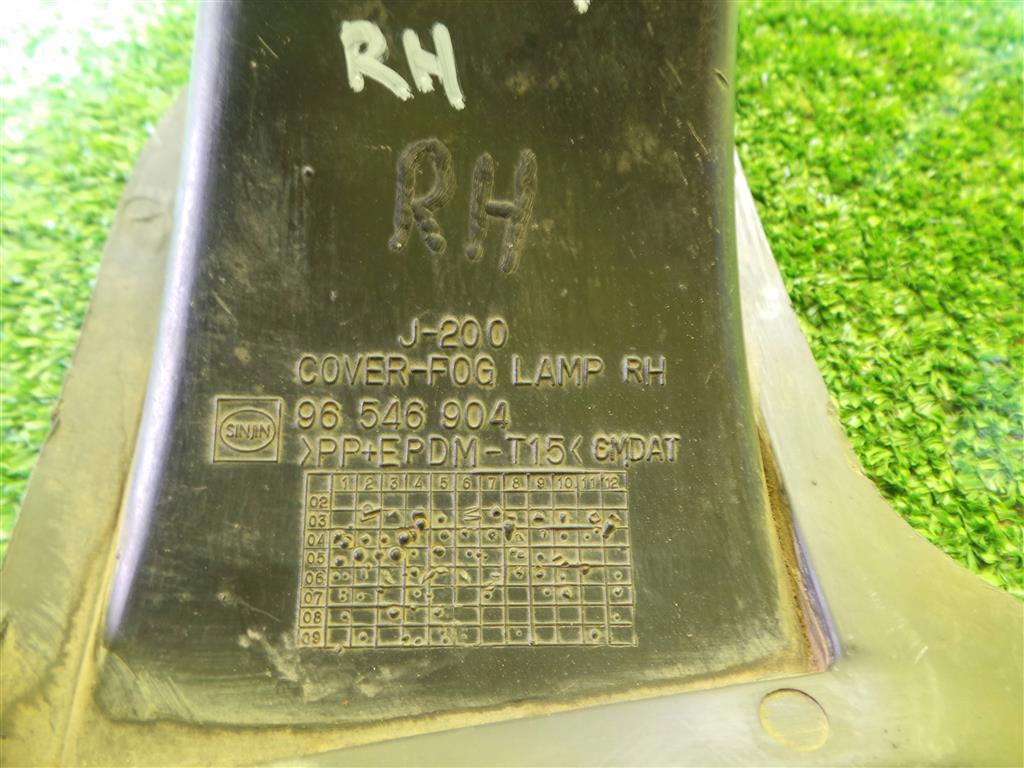 RH
RH
J-200
COVER-FOG LAMP RH
SINJIN
96 546 904
>PP+EPDM-T15< GMDAT
1 2 3 4 5 6 7 8 9 10 11 12
02
03
04
05
06
07
08
09